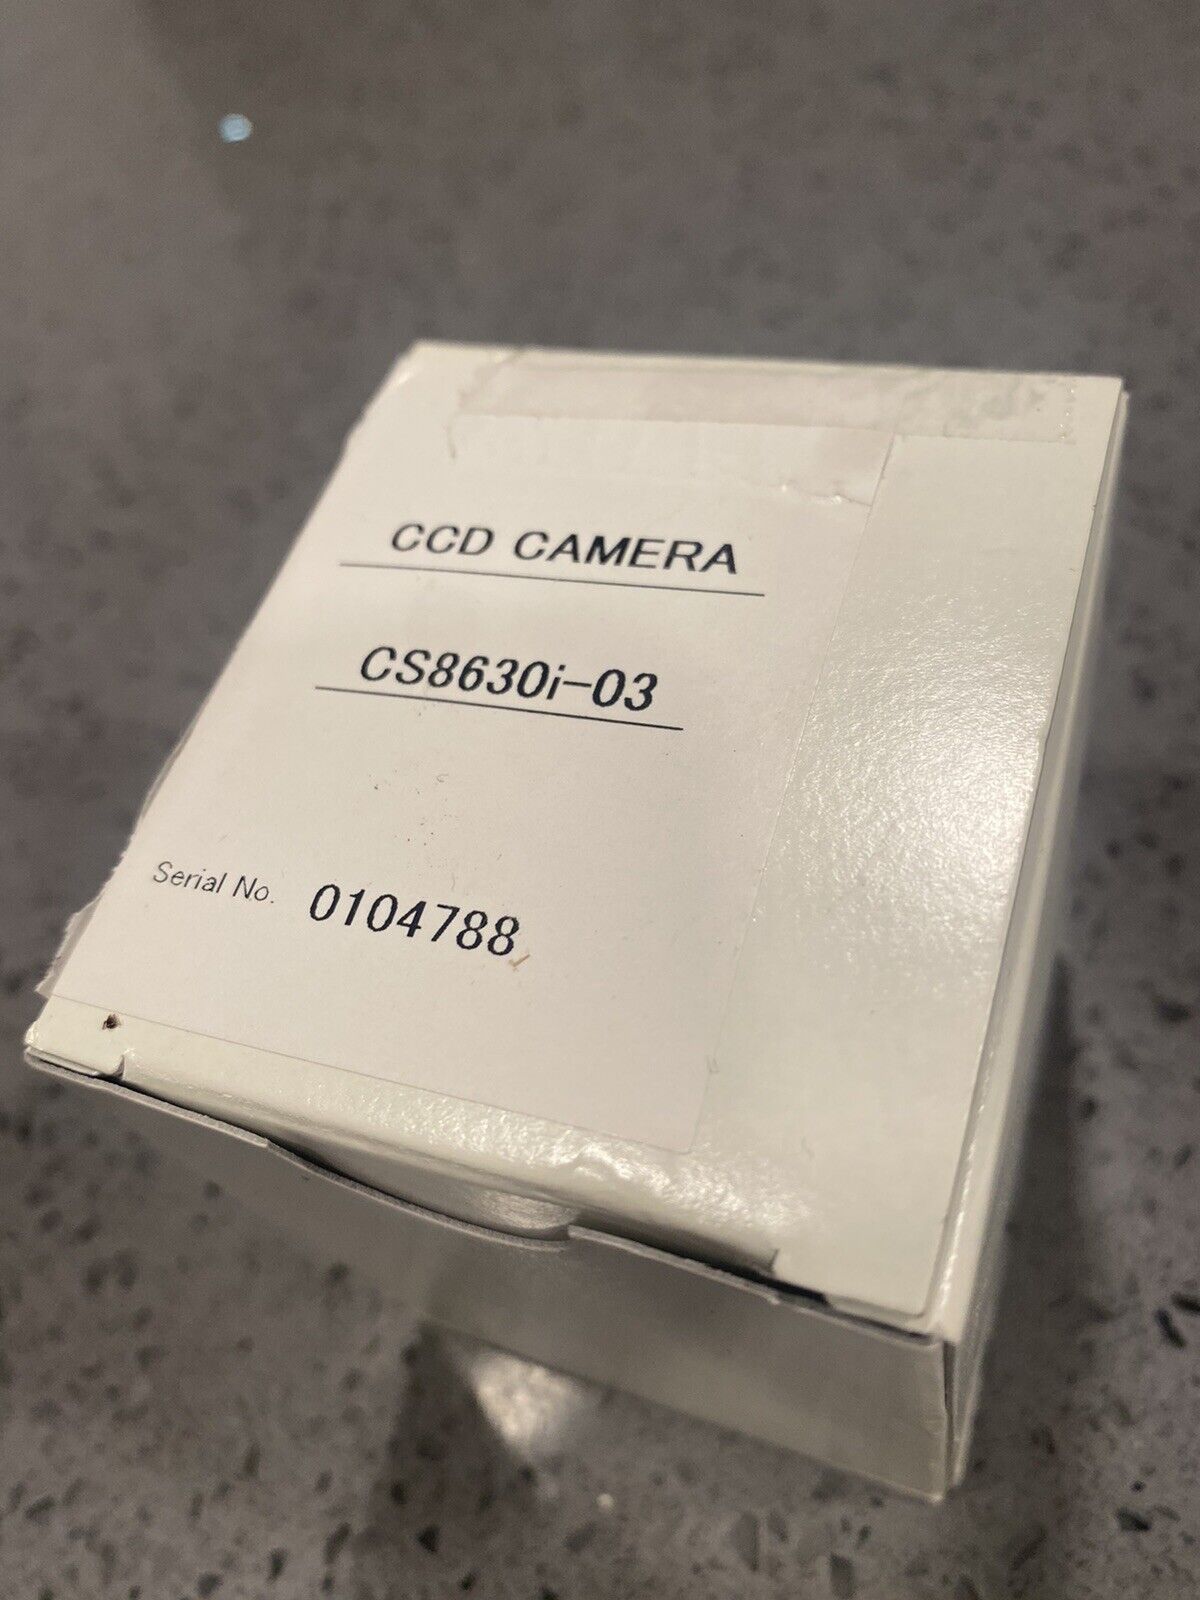 CCD CAMERA
CS8630i-03
Serial No. 0104788